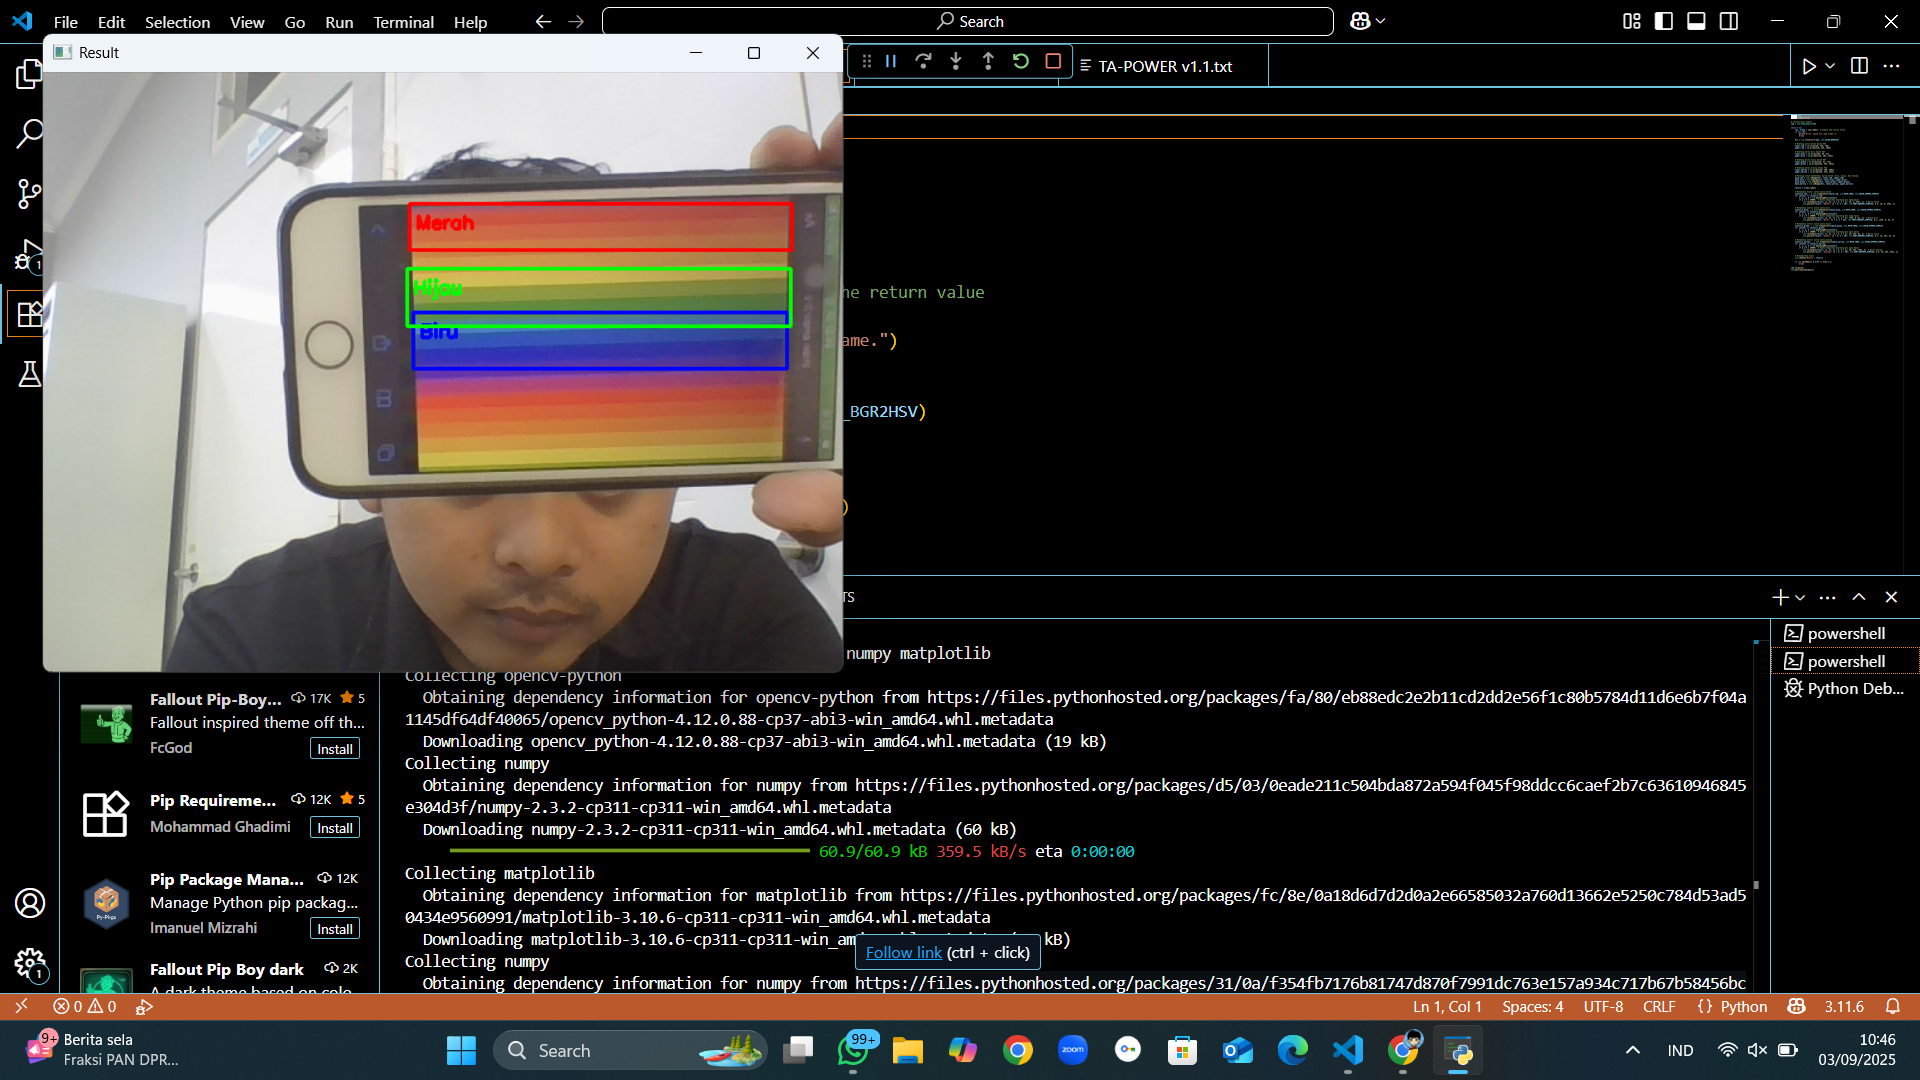 File Edit Selection View Go Run Terminal Help
Search
Result
TA-POWER v1.1.txt
Merah
Hijau
Biru
he return value
ame.")
_BGR2HSV)
)
TS
numpy matplotlib
Collecting opencv-python
Obtaining dependency information for opencv-python from https://files.pythonhosted.org/packages/fa/80/eb88edc2e2b11cd2dd2e56f1c80b5784d11d6e6b7f04a
1145df64df40065/opencv_python-4.12.0.88-cp37-abi3-win_amd64.whl.metadata
Downloading opencv_python-4.12.0.88-cp37-abi3-win_amd64.whl.metadata (19 kB)
Collecting numpy
Obtaining dependency information for numpy from https://files.pythonhosted.org/packages/d5/03/0eade211c504bda872a594f045f98ddcc6caef2b7c63610946845
e304d3f/numpy-2.3.2-cp311-cp311-win_amd64.whl.metadata
Downloading numpy-2.3.2-cp311-cp311-win_amd64.whl.metadata (60 kB)
60.9/60.9 kB 359.5 kB/s eta 0:00:00
Collecting matplotlib
Obtaining dependency information for matplotlib from https://files.pythonhosted.org/packages/fc/8e/0a18d6d7d2d0a2e66585032a760d13662e5250c784d53ad5
0434e9560991/matplotlib-3.10.6-cp311-cp311-win_amd64.whl.metadata
Downloading matplotlib-3.10.6-cp311-cp311-win_am kB)
Follow link (ctrl + click)
Collecting numpy
Obtaining dependency information for numpy from https://files.pythonhosted.org/packages/31/0a/f354fb7176b81747d870f7991dc763e157a934c717b67b58456bc
powershell
powershell
Python Deb...
Fallout Pip-Boy... 17K 5
Fallout inspired theme off th...
FcGod Install
Pip Requireme... 12K 5
Mohammad Ghadimi Install
Pip Package Mana... 12K
Manage Python pip packag...
Imanuel Mizrahi Install
Fallout Pip Boy dark 2K
A dark theme based on colo...
1
1
0 0
Ln 1, Col 1 Spaces: 4 UTF-8 CRLF {} Python 3.11.6
9+
Berita sela
Fraksi PAN DPR...
Search
99+
zoom
IND
10:46
03/09/2025